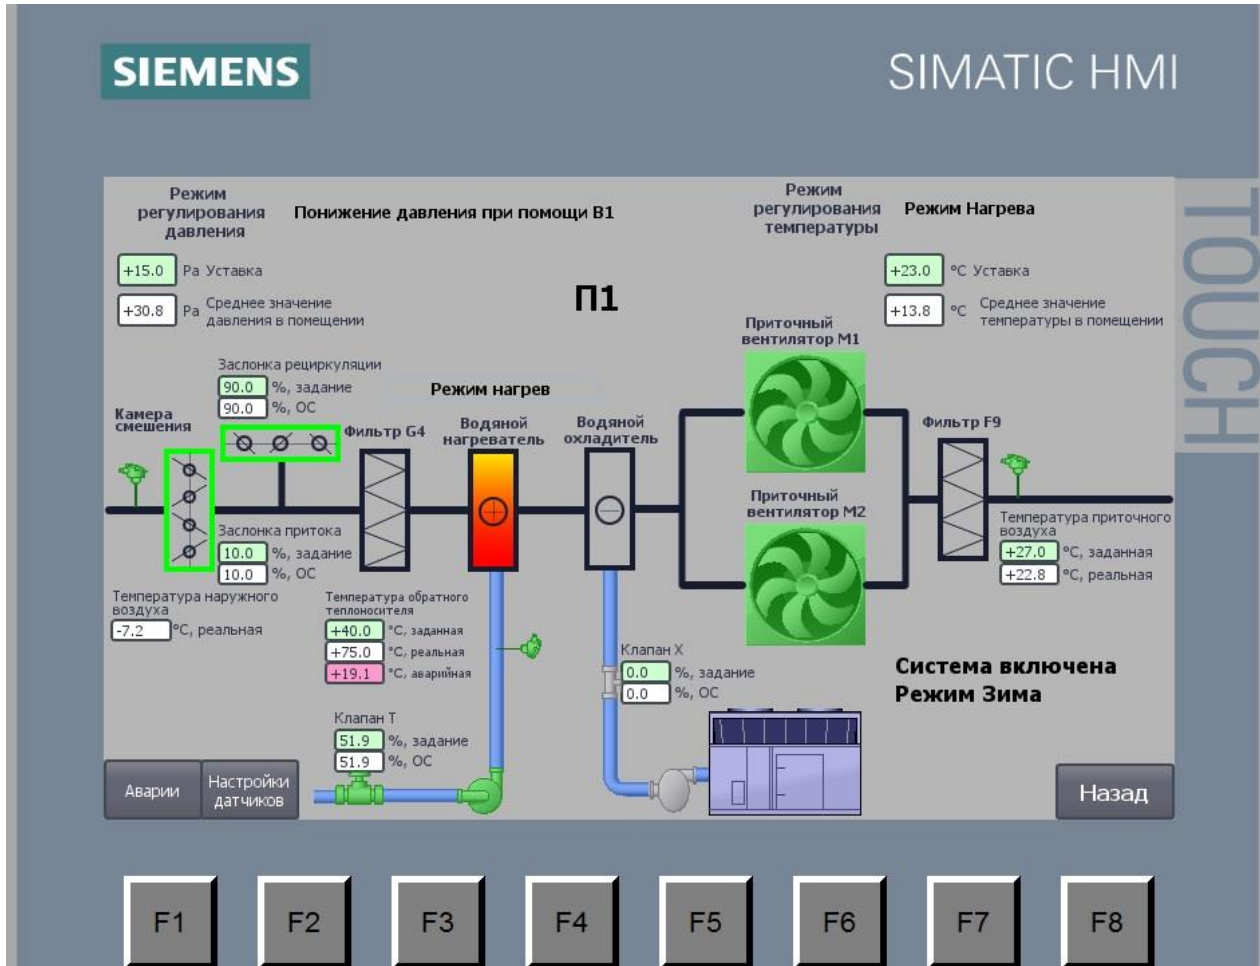 SIEMENS
SIMATIC HMI
TOUCH
Режим
регулирования
давления
Понижение давления при помощи В1
Режим
регулирования
температуры
Режим Нагрева
+15.0 Pa Уставка
+30.8 Pa Среднее значение
давления в помещении
П1
+23.0 °C Уставка
+13.8 °C Среднее значение
температуры в помещении
Приточный
вентилятор М1
Заслонка рециркуляции
90.0 %, задание
90.0 %, ОС
Режим нагрев
Камера
смешения
Фильтр G4
Водяной
нагреватель
Водяной
охладитель
Фильтр F9
Приточный
вентилятор М2
Заслонка притока
10.0 %, задание
10.0 %, ОС
Температура приточного
воздуха
+27.0 °C, заданная
+22.8 °C, реальная
Температура наружного
воздуха
-7.2 °C, реальная
Температура обратного
теплоносителя
+40.0 °C, заданная
+75.0 °C, реальная
+19.1 °C, аварийная
Клапан Х
0.0 %, задание
0.0 %, ОС
Система включена
Режим Зима
Клапан Т
51.9 %, задание
51.9 %, ОС
Аварии
Настройки
датчиков
Назад
F1 F2 F3 F4 F5 F6 F7 F8